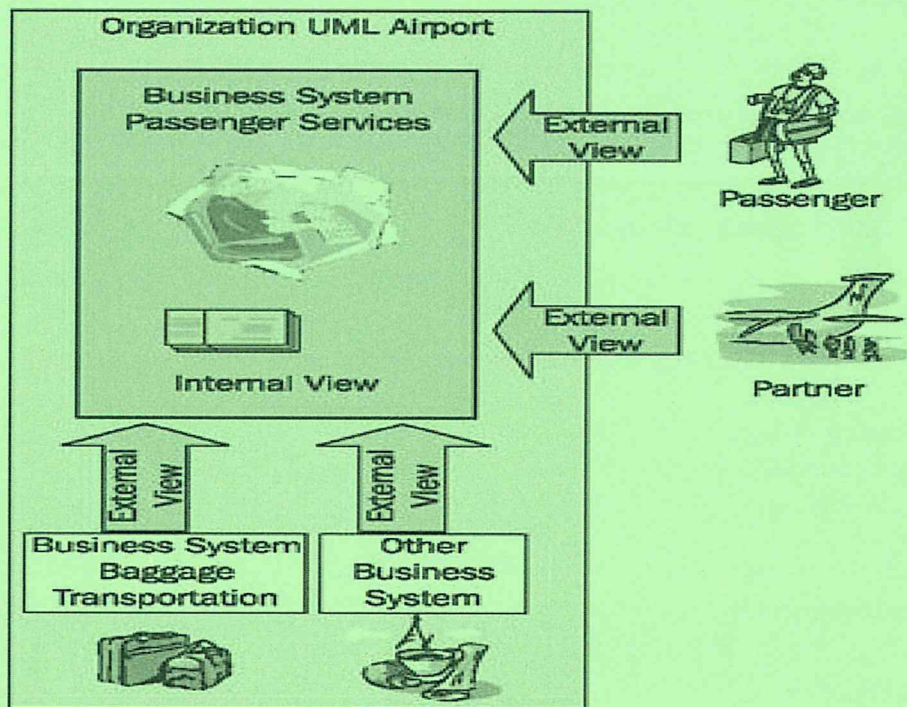 Organization UML Airport
Business System
Passenger Services
External
View
Passenger
External
View
Partner
Internal View
External
View
External
View
Business System
Baggage
Transportation
Other
Business
System